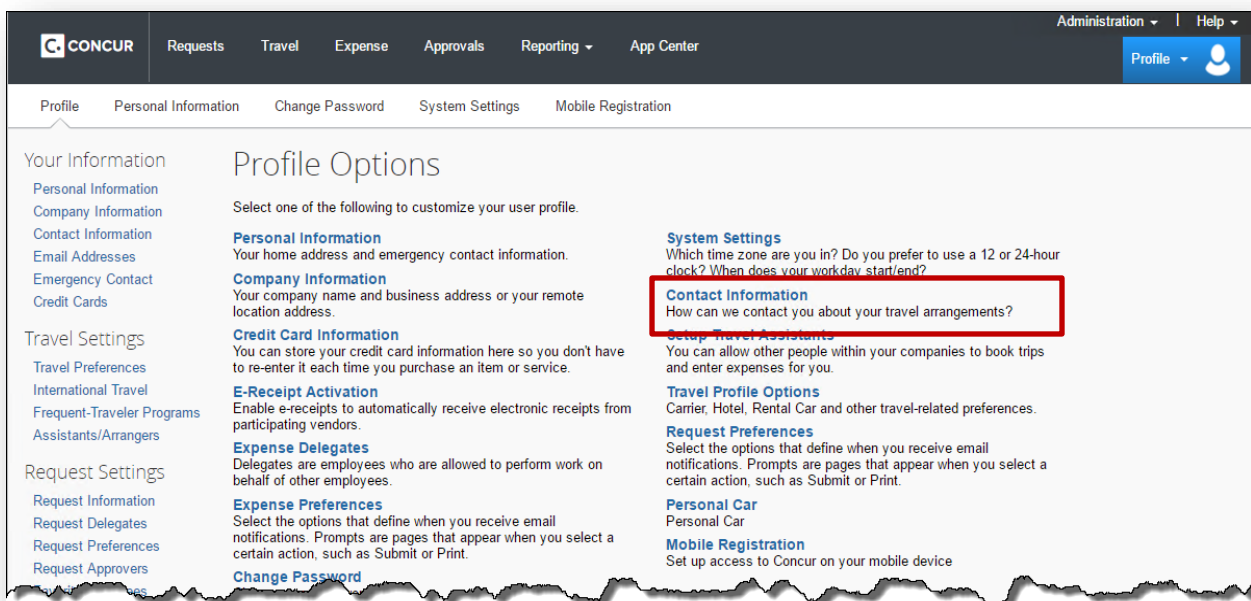 Administration | Help
C. CONCUR Requests Travel Expense Approvals Reporting App Center
Profile
Profile Personal Information Change Password System Settings Mobile Registration
Your Information
Personal Information
Company Information
Contact Information
Email Addresses
Emergency Contact
Credit Cards
Travel Settings
Travel Preferences
International Travel
Frequent-Traveler Programs
Assistants/Arrangers
Request Settings
Request Information
Request Delegates
Request Preferences
Request Approvers
Profile Options
Select one of the following to customize your user profile.
Personal Information
Your home address and emergency contact information.
Company Information
Your company name and business address or your remote
location address.
Credit Card Information
You can store your credit card information here so you don't have
to re-enter it each time you purchase an item or service.
E-Receipt Activation
Enable e-receipts to automatically receive electronic receipts from
participating vendors.
Expense Delegates
Delegates are employees who are allowed to perform work on
behalf of other employees.
Expense Preferences
Select the options that define when you receive email
notifications. Prompts are pages that appear when you select a
certain action, such as Submit or Print.
Change Password
System Settings
Which time zone are you in? Do you prefer to use a 12 or 24-hour
clock? When does your workday start/end?
Contact Information
How can we contact you about your travel arrangements?
Setup Travel Assistants
You can allow other people within your companies to book trips
and enter expenses for you.
Travel Profile Options
Carrier, Hotel, Rental Car and other travel-related preferences.
Request Preferences
Select the options that define when you receive email
notifications. Prompts are pages that appear when you select a
certain action, such as Submit or Print.
Personal Car
Personal Car
Mobile Registration
Set up access to Concur on your mobile device